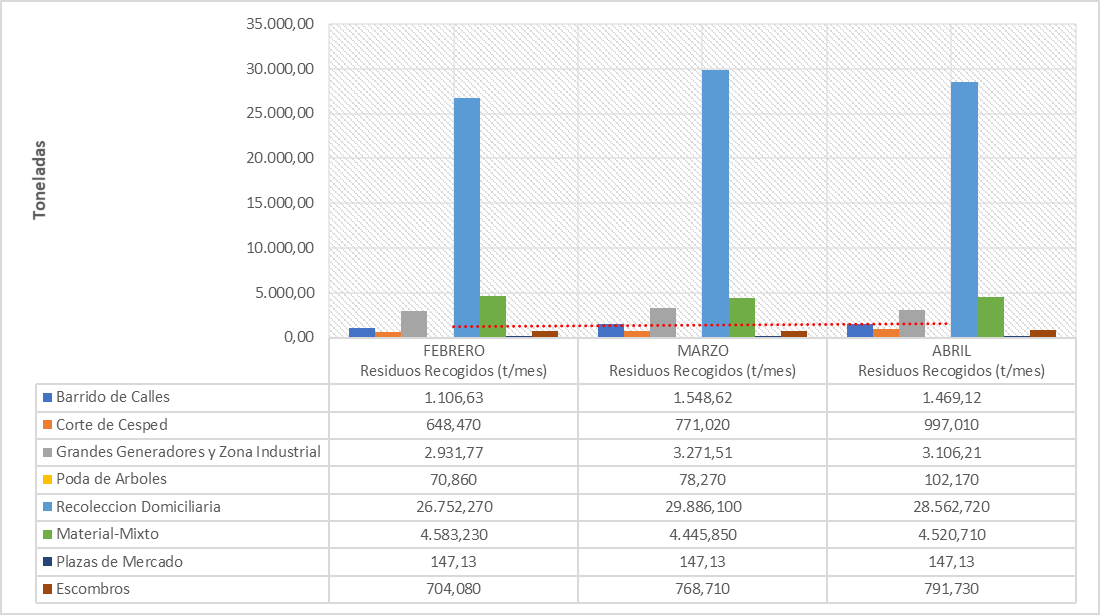 35.000,00
30.000,00
25.000,00
20.000,00
15.000,00
10.000,00
5.000,00
0,00
Toneladas
FEBRERO MARZO ABRIL
Residuos Recogidos (t/mes) Residuos Recogidos (t/mes) Residuos Recogidos (t/mes)
Barrido de Calles 1.106,63 1.548,62 1.469,12
Corte de Cesped 648,470 771,020 997,010
Grandes Generadores y Zona Industrial 2.931,77 3.271,51 3.106,21
Poda de Arboles 70,860 78,270 102,170
Recoleccion Domiciliaria 26.752,270 29.886,100 28.562,720
Material-Mixto 4.583,230 4.445,850 4.520,710
Plazas de Mercado 147,13 147,13 147,13
Escombros 704,080 768,710 791,730